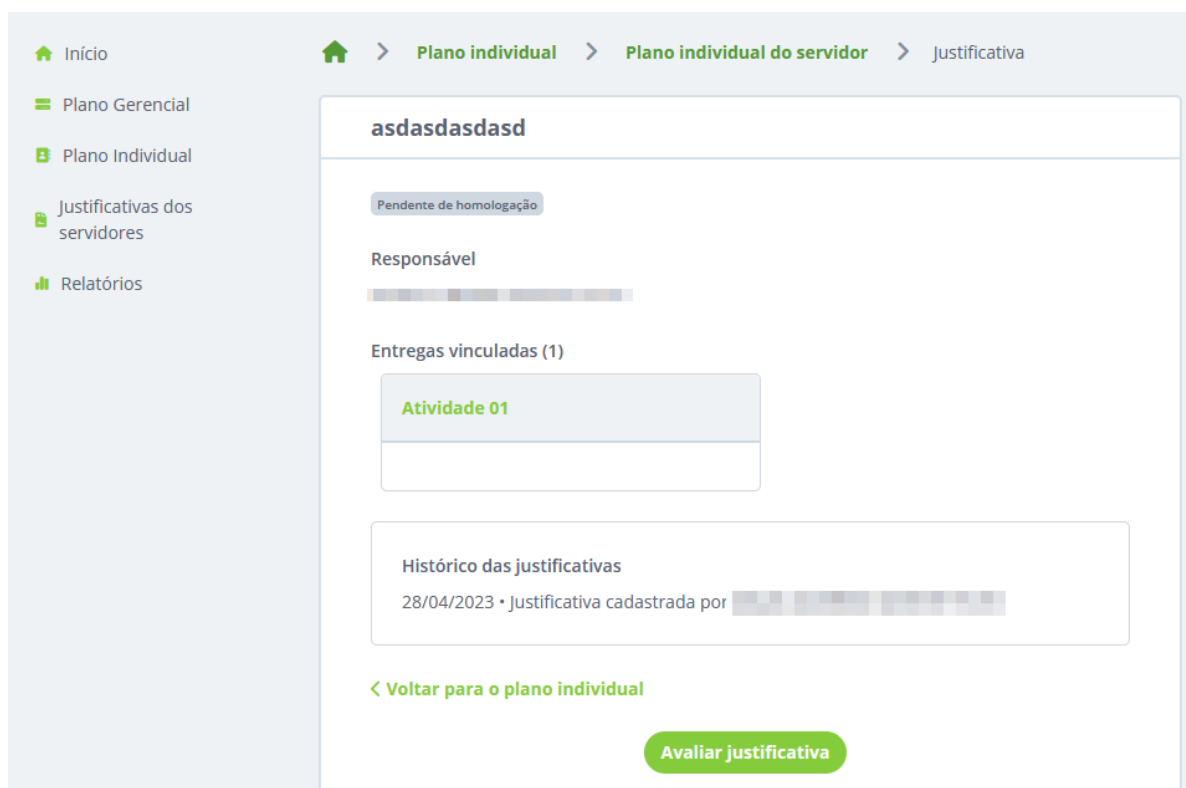 Início
Plano Gerencial
Plano Individual
Justificativas dos
servidores
Relatórios
Plano individual
Plano individual do servidor
Justificativa
asdasdasdasd
Pendente de homologação
Responsável
Entregas vinculadas (1)
Atividade 01
Histórico das justificativas
28/04/2023 • Justificativa cadastrada por
Voltar para o plano individual
Avaliar justificativa